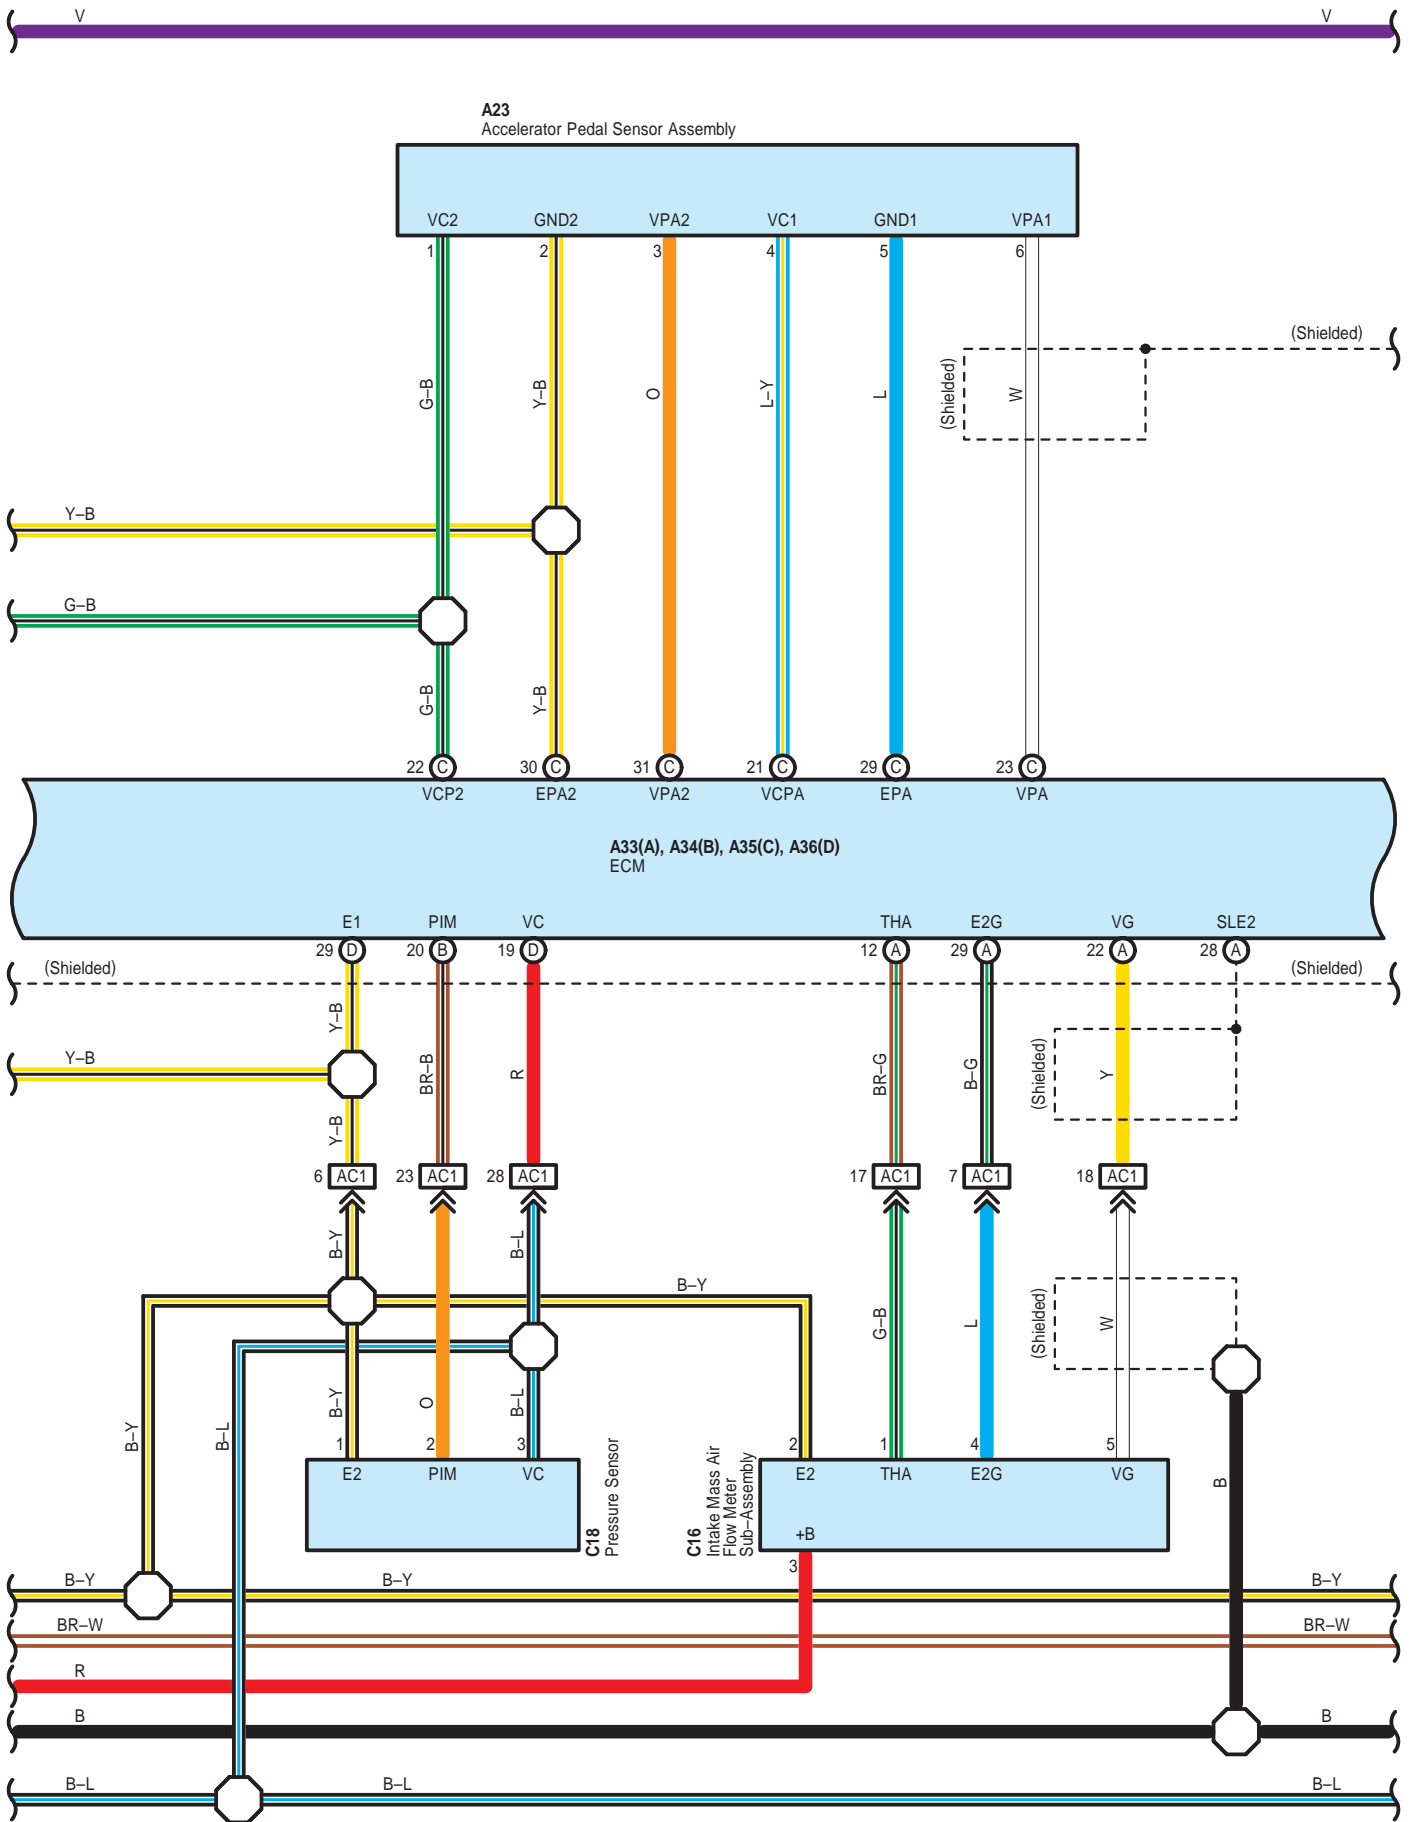 V V
A23
Accelerator Pedal Sensor Assembly
VC2 GND2 VPA2 VC1 GND1 VPA1
1 2 3 4 5 6
(Shielded)
(Shielded)
G–B Y–B O L–Y L W
Y–B
G–B
G–B Y–B
22 C 30 C 31 C 21 C 29 C 23 C
VCP2 EPA2 VPA2 VCPA EPA VPA
A33(A), A34(B), A35(C), A36(D)
ECM
E1 PIM VC THA E2G VG SLE2
29 D 20 B 19 D 12 A 29 A 22 A 28 A
(Shielded) (Shielded)
Y–B
Y–B BR–B R BR–G B–G (Shielded) Y
Y–B
6 AC1 23 AC1 28 AC1 17 AC1 7 AC1 18 AC1
B–Y B–L
B–Y
G–B L (Shielded) W
B–Y B–L B–Y O B–L
1 2 3 2 1 4 5
E2 PIM VC E2 THA E2G VG
B
C18
Pressure Sensor
C16
Intake Mass Air
Flow Meter
Sub–Assembly
+B
3
B–Y B–Y B–Y
BR–W BR–W
R
B B
B–L B–L B–L